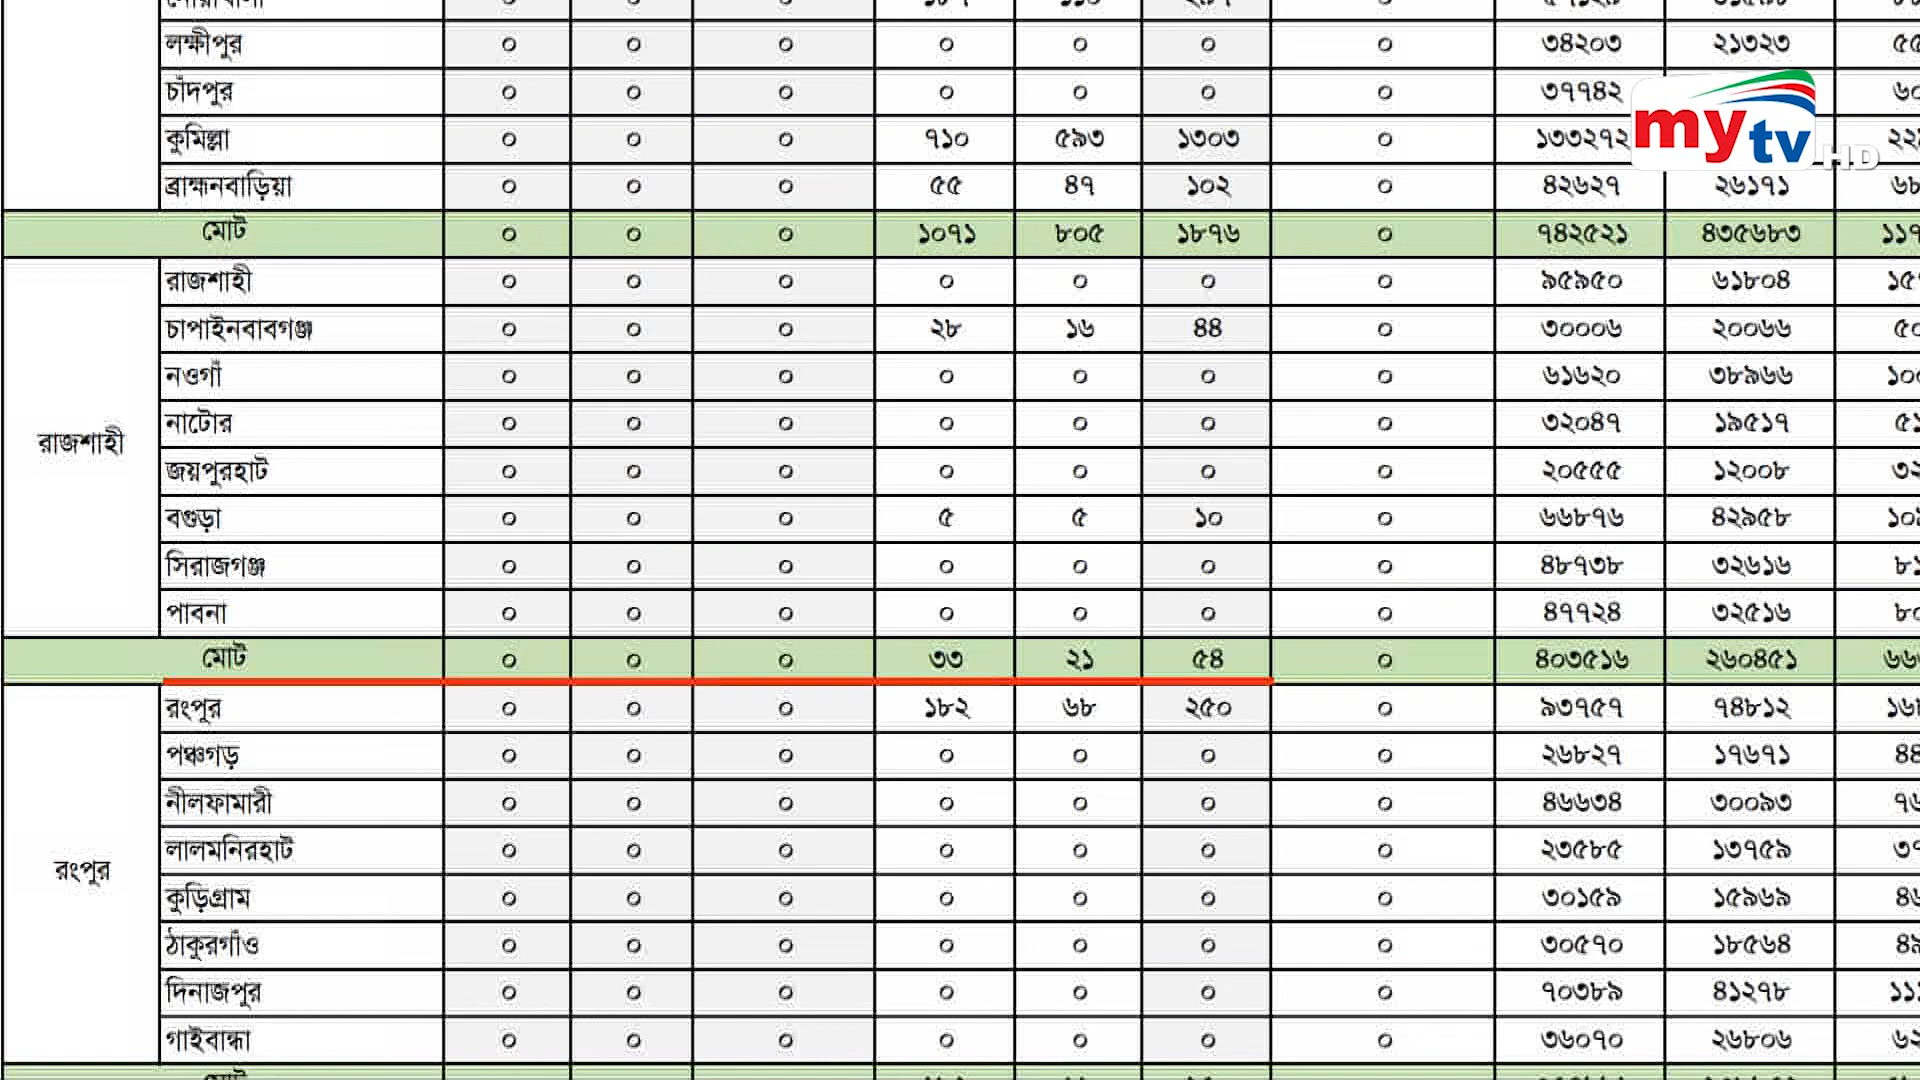 লক্ষীপুর ০ ০ ০ ০ ০ ০ ০ ৩৪২০৩ ২১৩২৩
চাঁদপুর ০ ০ ০ ০ ০ ০ ০ ৩৭৭৪২
কুমিল্লা ০ ০ ০ ৭১০ ৫৯৩ ১৩০৩ ০ ১৩৩২৭২
my tv HD
ব্রাহ্মনবাড়িয়া ০ ০ ০ ৫৫ ৪৭ ১০২ ০ ৪২৬২৭ ২৬১৭১
মোট ০ ০ ০ ১০৭১ ৮০৫ ১৮৭৬ ০ ৭৪২৫২১ ৪৩৫৬৮৩
রাজশাহী ০ ০ ০ ০ ০ ০ ০ ৯৫৯৫০ ৬১৮০৪
চাপাইনবাবগঞ্জ ০ ০ ০ ২৮ ১৬ ৪৪ ০ ৩০০০৬ ২০০৬৬
নওগাঁ ০ ০ ০ ০ ০ ০ ০ ৬১৬২০ ৩৮৯৬৬
নাটোর ০ ০ ০ ০ ০ ০ ০ ৩২০৪৭ ১৯৫১৭
রাজশাহী
জয়পুরহাট ০ ০ ০ ০ ০ ০ ০ ২০৫৫৫ ১২০০৮
বগুড়া ০ ০ ০ ৫ ৫ ১০ ০ ৬৬৮৭৬ ৪২৯৫৮
সিরাজগঞ্জ ০ ০ ০ ০ ০ ০ ০ ৪৮৭৩৮ ৩২৬১৬
পাবনা ০ ০ ০ ০ ০ ০ ০ ৪৭৭২৪ ৩২৫১৬
মোট ০ ০ ০ ৩৩ ২১ ৫৪ ০ ৪০৩৫১৬ ২৬০৪৫১
রংপুর ০ ০ ০ ১৮২ ৬৮ ২৫০ ০ ৯৩৭৫৭ ৭৪৮১২
পঞ্চগড় ০ ০ ০ ০ ০ ০ ০ ২৬৮২৭ ১৭৬৭১
নীলফামারী ০ ০ ০ ০ ০ ০ ০ ৪৬৬৩৪ ৩০০৯৩
লালমনিরহাট ০ ০ ০ ০ ০ ০ ০ ২৩৫৮৫ ১৩৭৫৯
রংপুর
কুড়িগ্রাম ০ ০ ০ ০ ০ ০ ০ ৩০১৫৯ ১৫৯৬৯
ঠাকুরগাঁও ০ ০ ০ ০ ০ ০ ০ ৩০৫৭০ ১৮৫৬৪
দিনাজপুর ০ ০ ০ ০ ০ ০ ০ ৭০৩৮৯ ৪১২৭৮
গাইবান্ধা ০ ০ ০ ০ ০ ০ ০ ৩৬০৭০ ২৬৮০৬